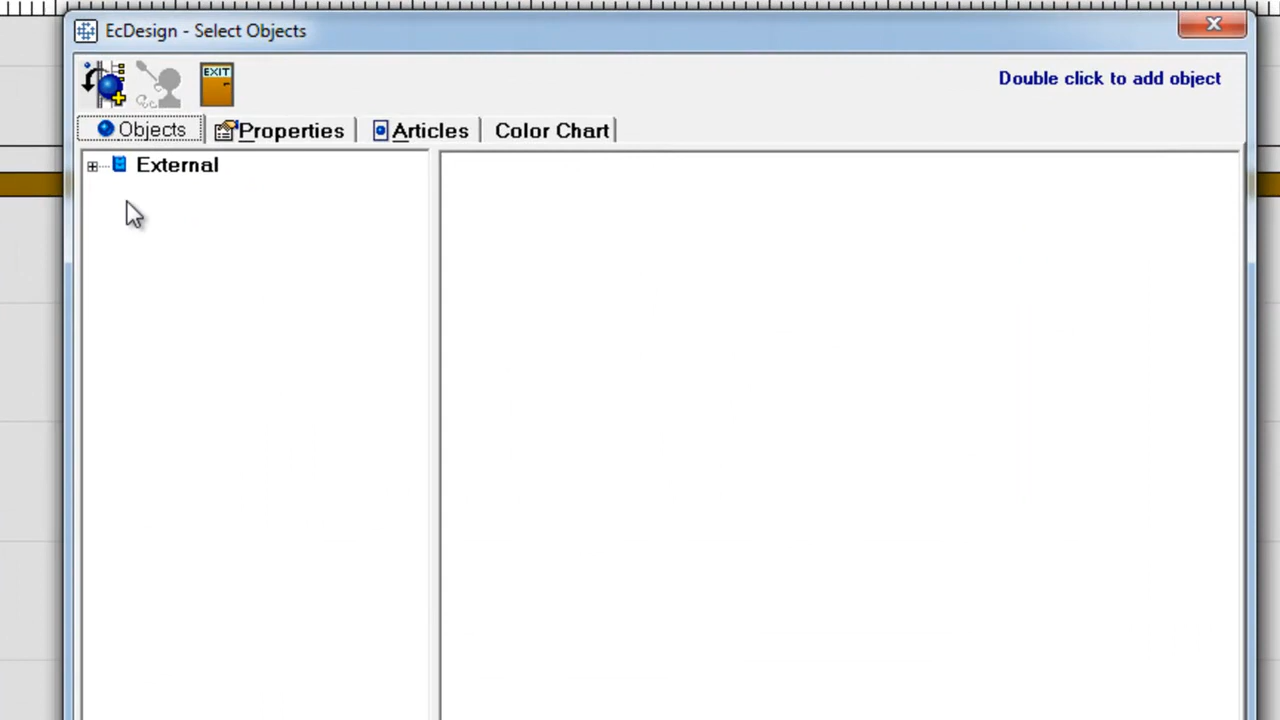 EcDesign - Select Objects
EXIT
Double click to add object
Objects
Properties
Articles
Color Chart
External